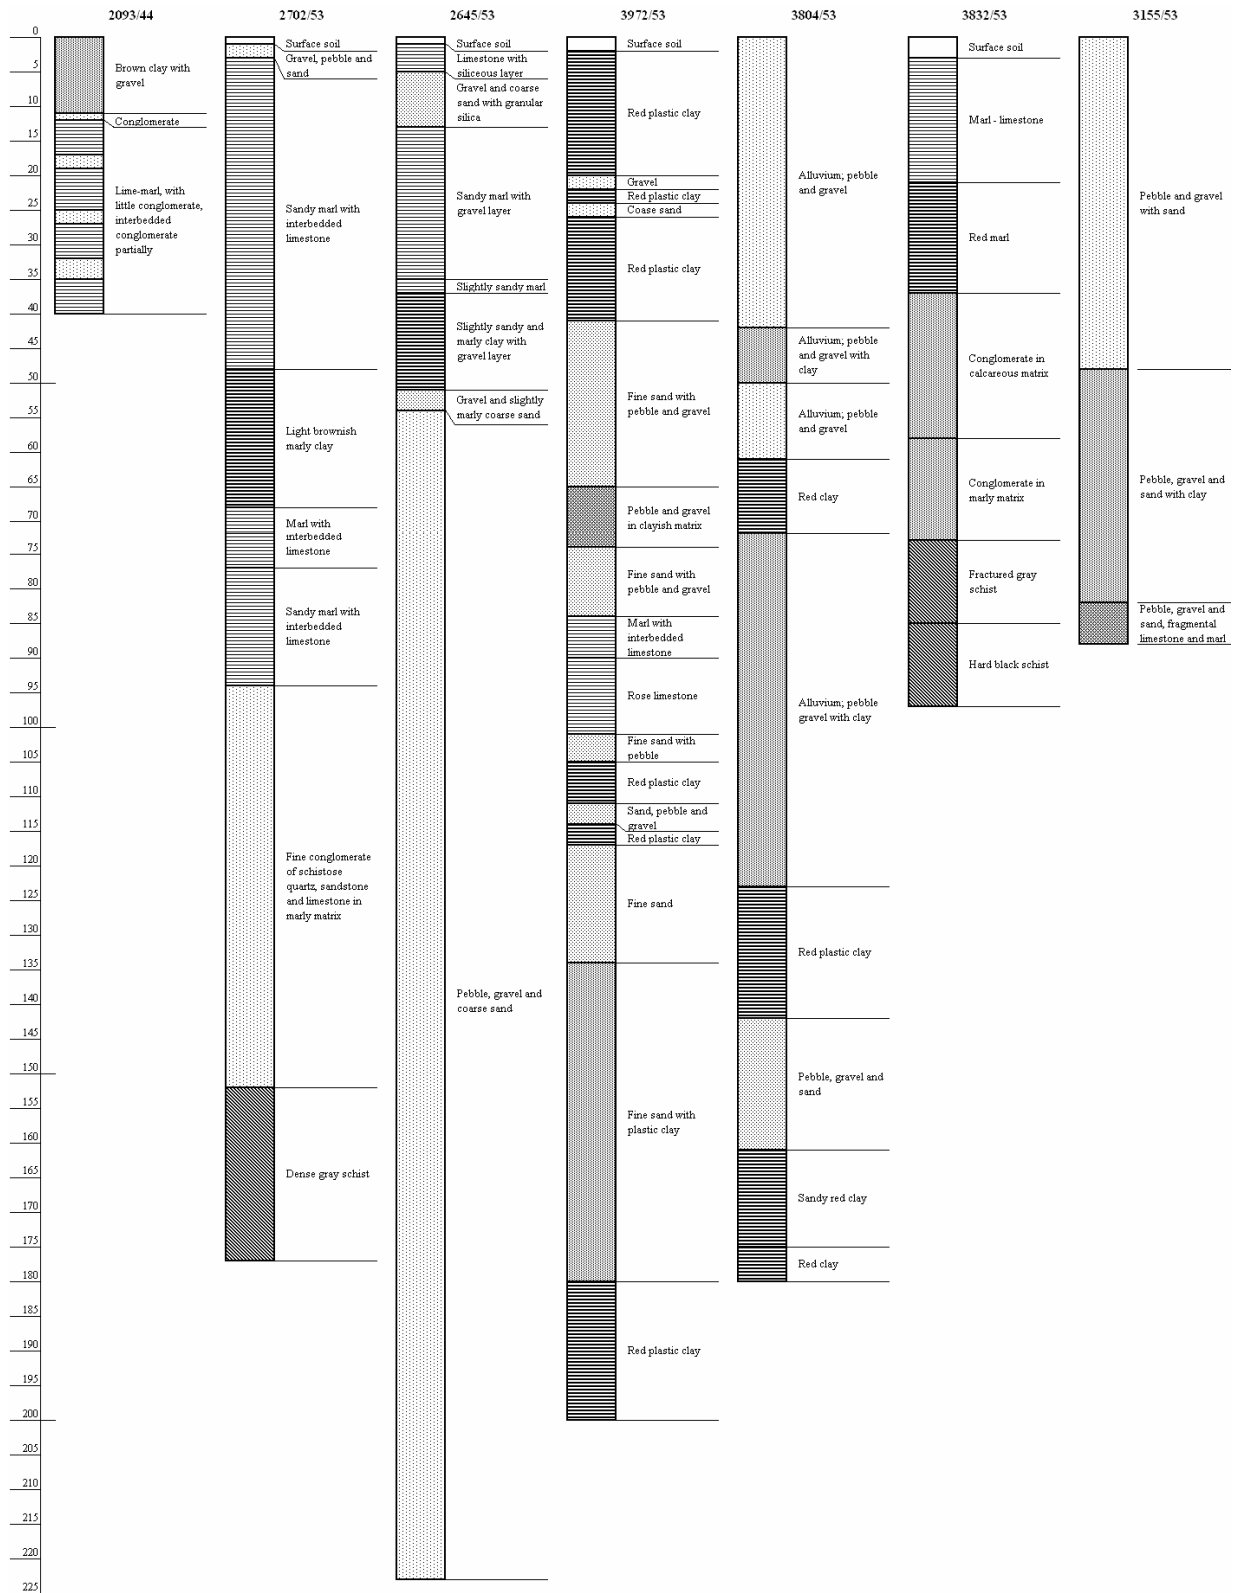 2093/44
2702/53
2645/53
3972/53
3804/53
3832/53
3155/53
0
5
10
15
20
25
30
35
40
45
50
55
60
65
70
75
80
85
90
95
100
105
110
115
120
125
130
135
140
145
150
155
160
165
170
175
180
185
190
195
200
205
210
215
220
225
Brown clay with
gravel
Conglomerate
Lime-marl, with
little conglomerate,
interbedded
conglomerate
partially
Surface soil
Gravel, pebble and
sand
Sandy marl with
interbedded
limestone
Light brownish
marly clay
Marl with
interbedded
limestone
Sandy marl with
interbedded
limestone
Fine conglomerate
of schistose
quartz, sandstone
and limestone in
marly matrix
Dense gray schist
Surface soil
Limestone with
siliceous layer
Gravel and coarse
sand with granular
silica
Sandy marl with
gravel layer
Slightly sandy marl
Slightly sandy and
marly clay with
gravel layer
Gravel and slightly
marly coarse sand
Pebble, gravel and
coarse sand
Surface soil
Red plastic clay
Gravel
Red plastic clay
Coase sand
Red plastic clay
Fine sand with
pebble and gravel
Pebble and gravel
in clayish matrix
Fine sand with
pebble and gravel
Marl with
interbedded
limestone
Rose limestone
Fine sand with
pebble
Red plastic clay
Sand, pebble and
gravel
Red plastic clay
Fine sand
Fine sand with
plastic clay
Red plastic clay
Alluvium; pebble
and gravel
Alluvium; pebble
and gravel with
clay
Alluvium; pebble
and gravel
Red clay
Alluvium; pebble
gravel with clay
Red plastic clay
Pebble, gravel and
sand
Sandy red clay
Red clay
Surface soil
Marl - limestone
Red marl
Conglomerate in
calcareous matrix
Conglomerate in
marly matrix
Fractured gray
schist
Hard black schist
Pebble and gravel
with sand
Pebble, gravel and
sand with clay
Pebble, gravel and
sand, fragmental
limestone and marl